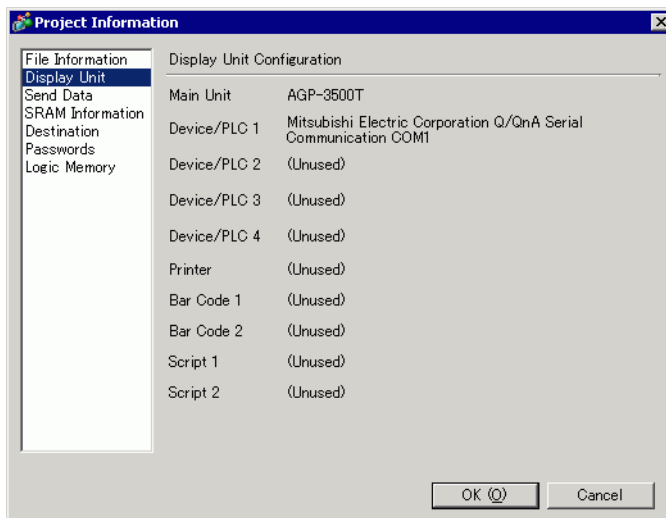 Project Information
File Information
Display Unit
Send Data
SRAM Information
Destination
Passwords
Logic Memory
Display Unit Configuration
Main Unit AGP-3500T
Device/PLC 1 Mitsubishi Electric Corporation Q/QnA Serial
Communication COM1
Device/PLC 2 (Unused)
Device/PLC 3 (Unused)
Device/PLC 4 (Unused)
Printer (Unused)
Bar Code 1 (Unused)
Bar Code 2 (Unused)
Script 1 (Unused)
Script 2 (Unused)
OK (O) Cancel